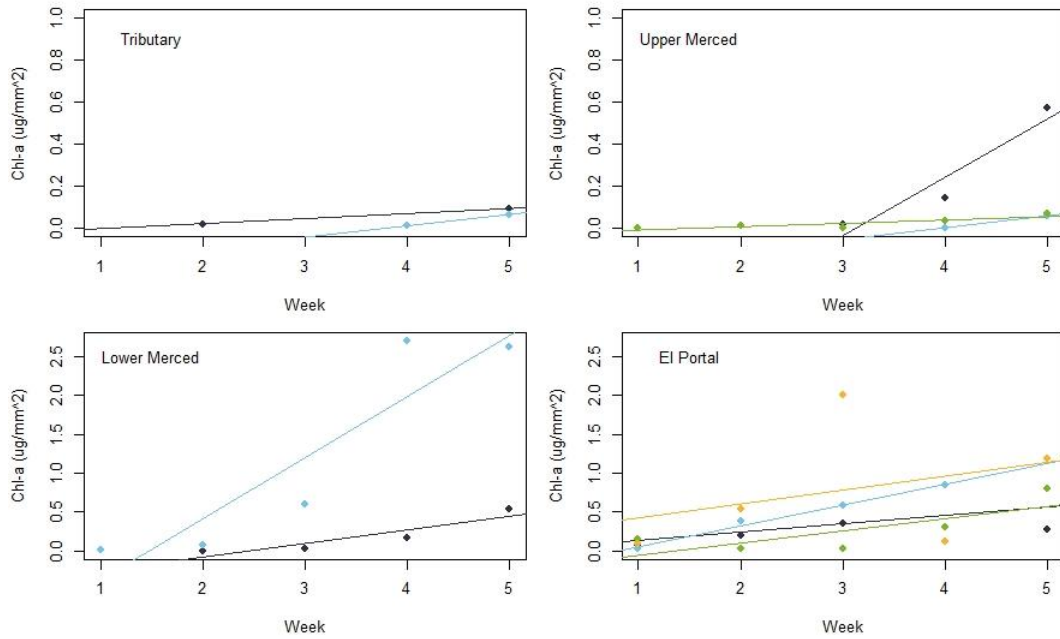 Tributary
Chl-a (ug/mm^2)
0.0 0.2 0.4 0.6 0.8 1.0
1 2 3 4 5
Week
Upper Merced
Chl-a (ug/mm^2)
0.0 0.2 0.4 0.6 0.8 1.0
1 2 3 4 5
Week
Lower Merced
Chl-a (ug/mm^2)
0.0 0.5 1.0 1.5 2.0 2.5
1 2 3 4 5
Week
El Portal
Chl-a (ug/mm^2)
0.0 0.5 1.0 1.5 2.0 2.5
1 2 3 4 5
Week